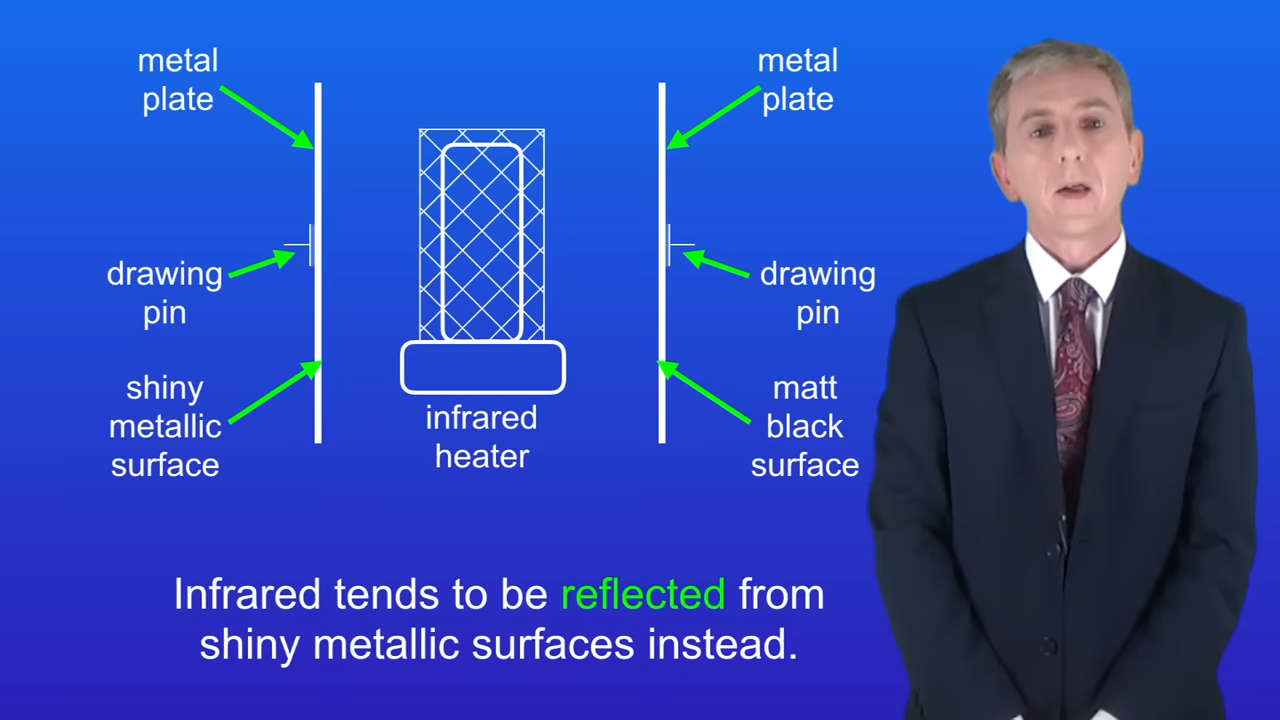 metal
plate
metal
plate
drawing
pin
drawing
pin
shiny
metallic
surface
matt
black
surface
infrared
heater
Infrared tends to be reflected from
shiny metallic surfaces instead.